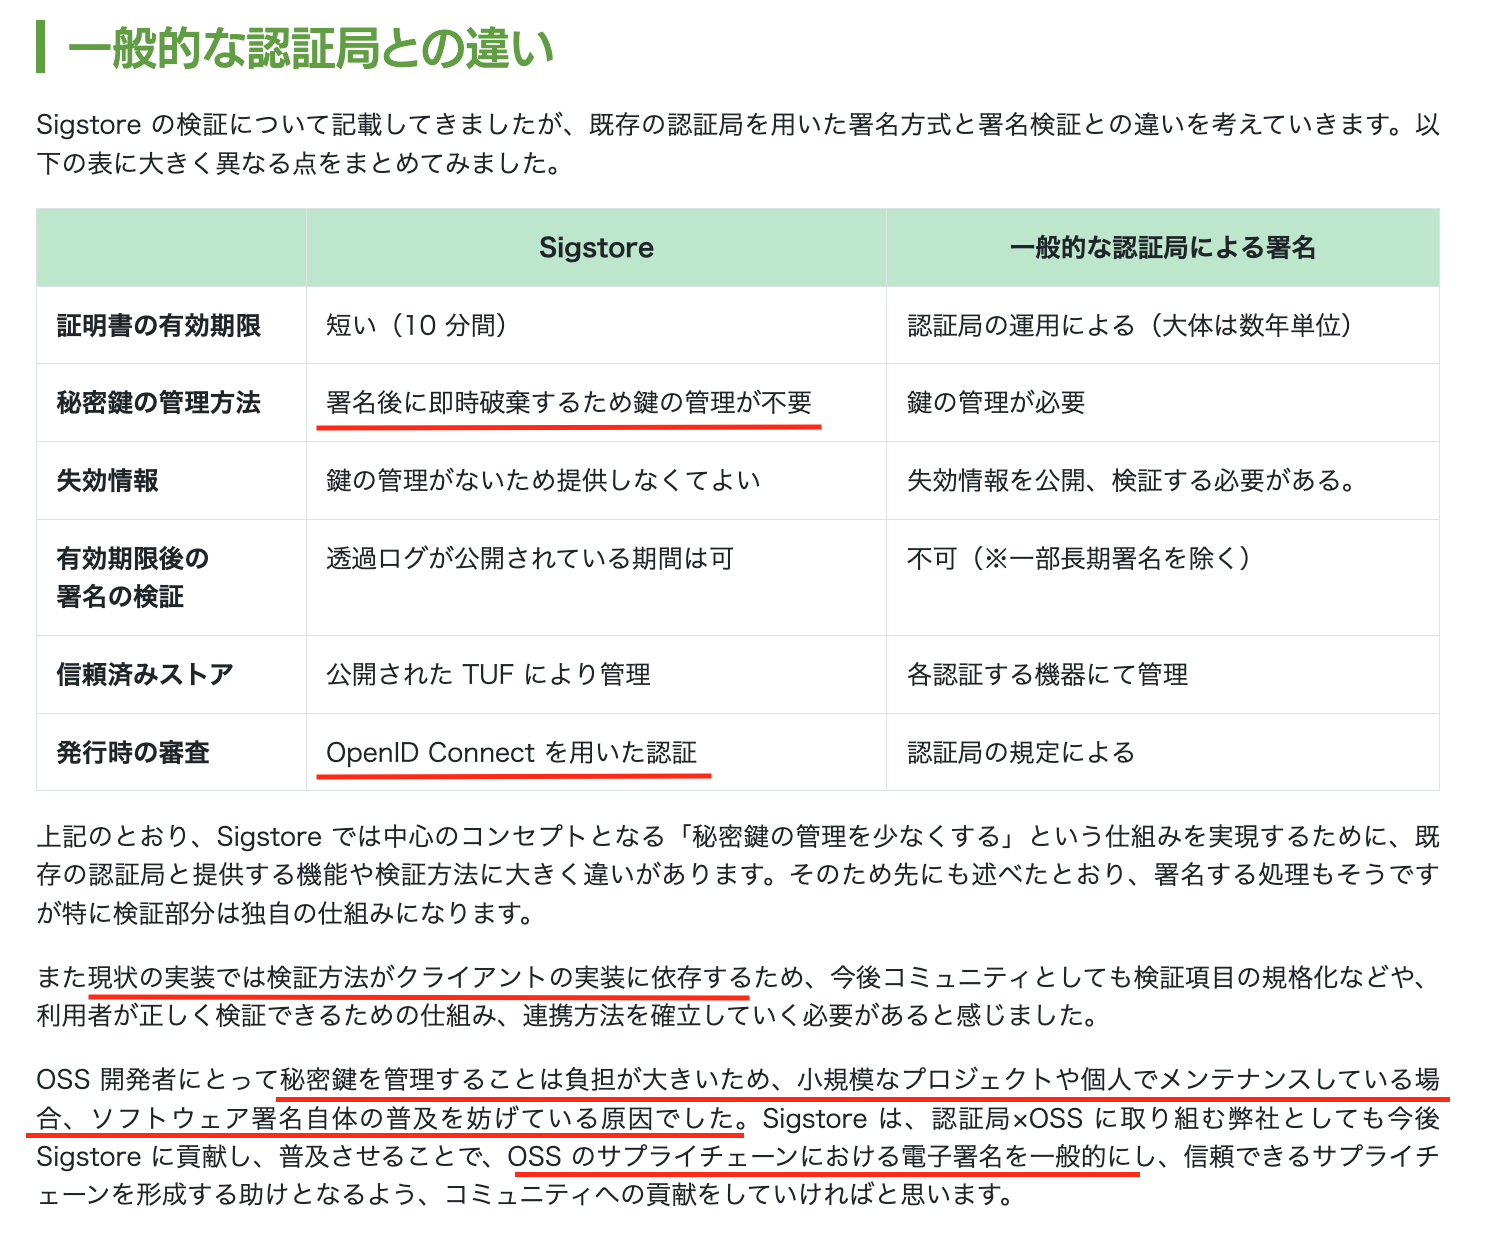 一般的な認証局との違い
Sigstore の検証について記載してきましたが、既存の認証局を用いた署名方式と署名検証との違いを考えていきます。以
下の表に大きく異なる点をまとめてみました。
Sigstore 一般的な認証局による署名
証明書の有効期限 短い（10 分間） 認証局の運用による（大体は数年単位）
秘密鍵の管理方法 署名後に即時破棄するため鍵の管理が不要 鍵の管理が必要
失効情報 鍵の管理がないため提供しなくてよい 失効情報を公開、検証する必要がある。
有効期限後の 透過ログが公開されている期間は可 不可（※一部長期署名を除く）
署名の検証
信頼済みストア 公開された TUF により管理 各認証する機器にて管理
発行時の審査 OpenID Connect を用いた認証 認証局の規定による
上記のとおり、Sigstore では中心のコンセプトとなる「秘密鍵の管理を少なくする」という仕組みを実現するために、既
存の認証局と提供する機能や検証方法に大きく違いがあります。そのため先にも述べたとおり、署名する処理もそうです
が特に検証部分は独自の仕組みになります。
また現状の実装では検証方法がクライアントの実装に依存するため、今後コミュニティとしても検証項目の規格化などや、
利用者が正しく検証できるための仕組み、連携方法を確立していく必要があると感じました。
OSS 開発者にとって秘密鍵を管理することは負担が大きいため、小規模なプロジェクトや個人でメンテナンスしている場
合、ソフトウェア署名自体の普及を妨げている原因でした。Sigstore は、認証局×OSS に取り組む弊社としても今後
Sigstore に貢献し、普及させることで、OSS のサプライチェーンにおける電子署名を一般的にし、信頼できるサプライチ
ェーンを形成する助けとなるよう、コミュニティへの貢献をしていければと思います。